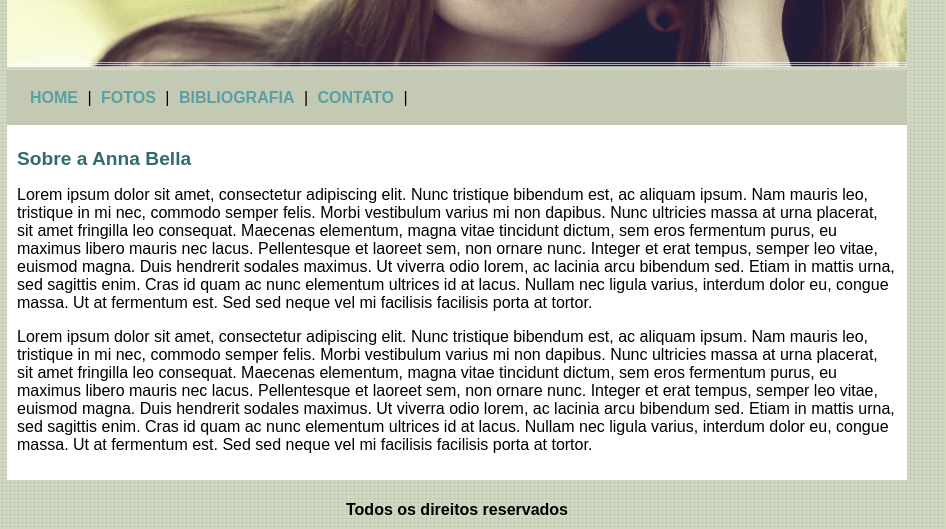 HOME | FOTOS | BIBLIOGRAFIA | CONTATO |
Sobre a Anna Bella
Lorem ipsum dolor sit amet, consectetur adipiscing elit. Nunc tristique bibendum est, ac aliquam ipsum. Nam mauris leo,
tristique in mi nec, commodo semper felis. Morbi vestibulum varius mi non dapibus. Nunc ultricies massa at urna placerat,
sit amet fringilla leo consequat. Maecenas elementum, magna vitae tincidunt dictum, sem eros fermentum purus, eu
maximus libero mauris nec lacus. Pellentesque et laoreet sem, non ornare nunc. Integer et erat tempus, semper leo vitae,
euismod magna. Duis hendrerit sodales maximus. Ut viverra odio lorem, ac lacinia arcu bibendum sed. Etiam in mattis urna,
sed sagittis enim. Cras id quam ac nunc elementum ultrices id at lacus. Nullam nec ligula varius, interdum dolor eu, congue
massa. Ut at fermentum est. Sed sed neque vel mi facilisis facilisis porta at tortor.
Lorem ipsum dolor sit amet, consectetur adipiscing elit. Nunc tristique bibendum est, ac aliquam ipsum. Nam mauris leo,
tristique in mi nec, commodo semper felis. Morbi vestibulum varius mi non dapibus. Nunc ultricies massa at urna placerat,
sit amet fringilla leo consequat. Maecenas elementum, magna vitae tincidunt dictum, sem eros fermentum purus, eu
maximus libero mauris nec lacus. Pellentesque et laoreet sem, non ornare nunc. Integer et erat tempus, semper leo vitae,
euismod magna. Duis hendrerit sodales maximus. Ut viverra odio lorem, ac lacinia arcu bibendum sed. Etiam in mattis urna,
sed sagittis enim. Cras id quam ac nunc elementum ultrices id at lacus. Nullam nec ligula varius, interdum dolor eu, congue
massa. Ut at fermentum est. Sed sed neque vel mi facilisis facilisis porta at tortor.
Todos os direitos reservados